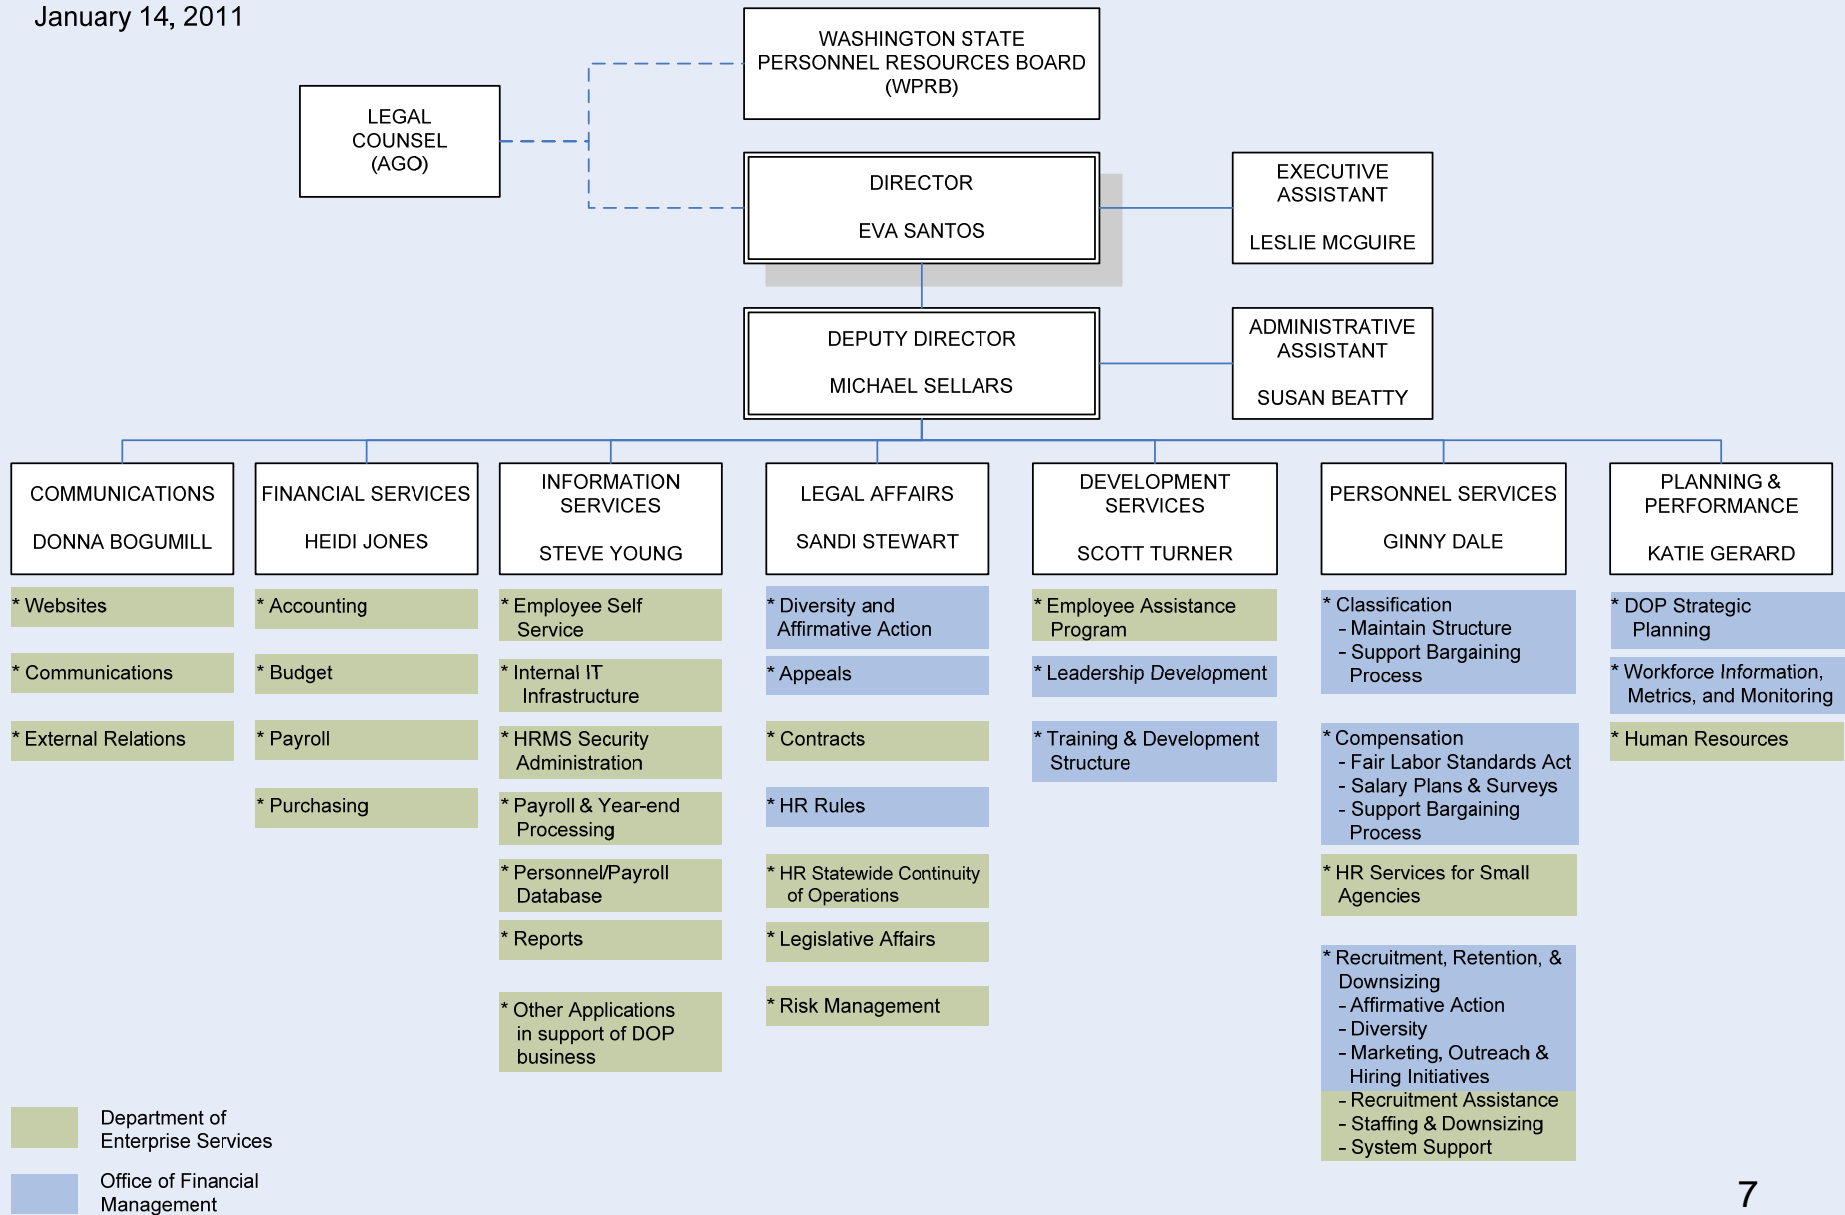 January 14, 2011
WASHINGTON STATE
PERSONNEL RESOURCES BOARD
(WPRB)
LEGAL
COUNSEL
(AGO)
DIRECTOR
EVA SANTOS
EXECUTIVE
ASSISTANT
LESLIE MCGUIRE
DEPUTY DIRECTOR
MICHAEL SELLARS
ADMINISTRATIVE
ASSISTANT
SUSAN BEATTY
COMMUNICATIONS
DONNA BOGUMILL
* Websites
* Communications
* External Relations
FINANCIAL SERVICES
HEIDI JONES
* Accounting
* Budget
* Payroll
* Purchasing
INFORMATION
SERVICES
STEVE YOUNG
* Employee Self
Service
* Internal IT
Infrastructure
* HRMS Security
Administration
* Payroll & Year-end
Processing
* Personnel/Payroll
Database
* Reports
* Other Applications
in support of DOP
business
LEGAL AFFAIRS
SANDI STEWART
* Diversity and
Affirmative Action
* Appeals
* Contracts
* HR Rules
* HR Statewide Continuity
of Operations
* Legislative Affairs
* Risk Management
DEVELOPMENT
SERVICES
SCOTT TURNER
* Employee Assistance
Program
* Leadership Development
* Training & Development
Structure
PERSONNEL SERVICES
GINNY DALE
* Classification
- Maintain Structure
- Support Bargaining
Process
* Compensation
- Fair Labor Standards Act
- Salary Plans & Surveys
- Support Bargaining
Process
* HR Services for Small
Agencies
* Recruitment, Retention, &
Downsizing
- Affirmative Action
- Diversity
- Marketing, Outreach &
Hiring Initiatives
- Recruitment Assistance
- Staffing & Downsizing
- System Support
PLANNING &
PERFORMANCE
KATIE GERARD
* DOP Strategic
Planning
* Workforce Information,
Metrics, and Monitoring
* Human Resources
Department of
Enterprise Services
Office of Financial
Management
7